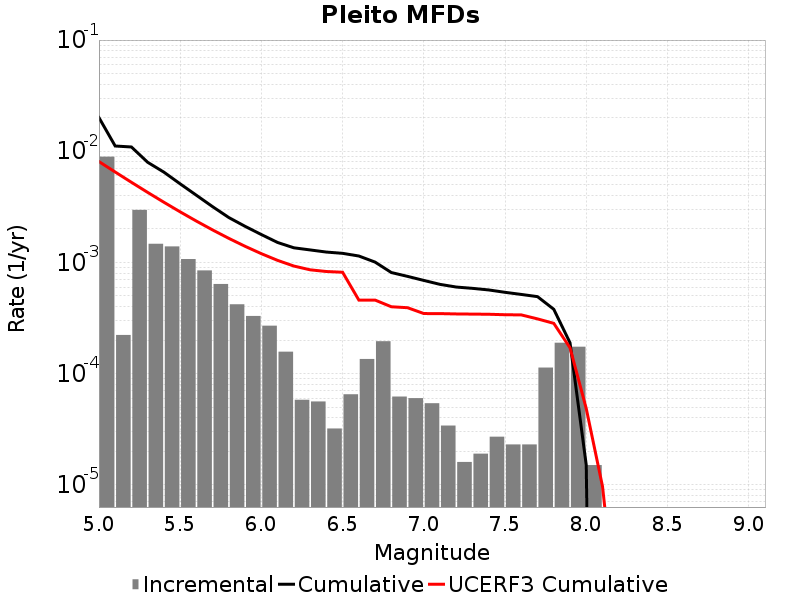 Pleito MFDs
10^-1
10^-2
10^-3
10^-4
10^-5
Rate (1/yr)
5.0 5.5 6.0 6.5 7.0 7.5 8.0 8.5 9.0
Magnitude
Incremental Cumulative UCERF3 Cumulative